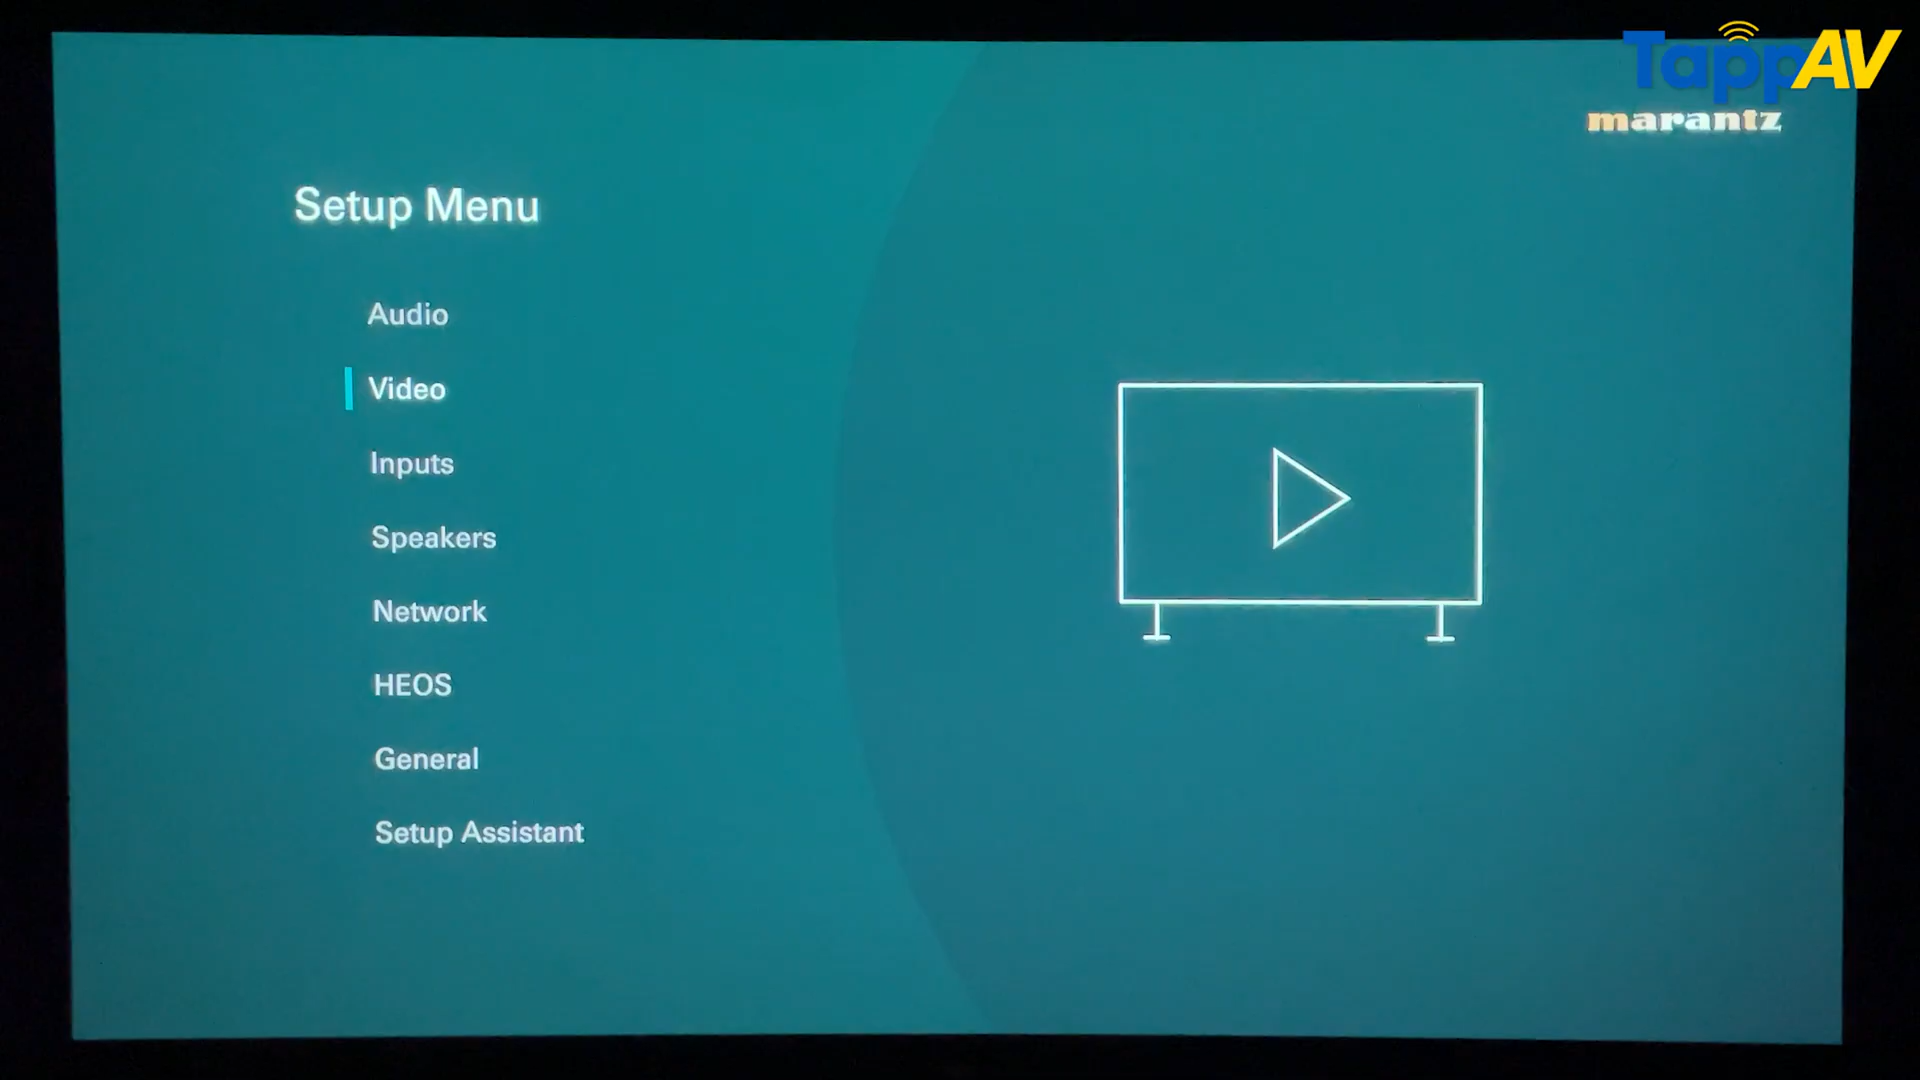 TappAV
marantz
Setup Menu
Audio
Video
Inputs
Speakers
Network
HEOS
General
Setup Assistant